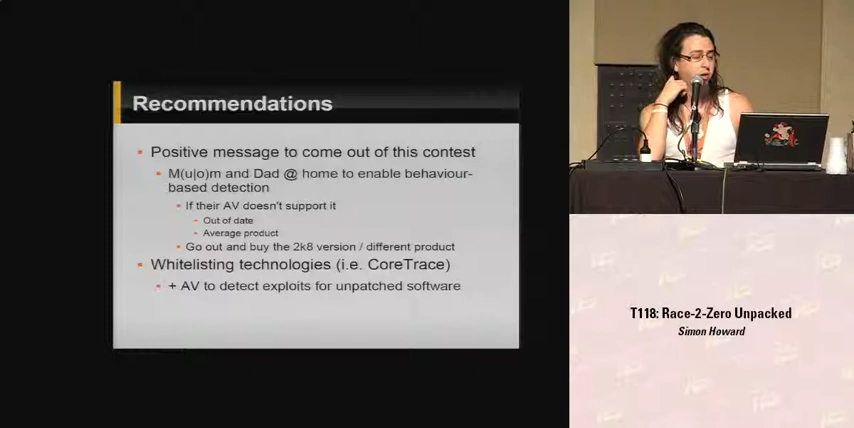 Recommendations
• Positive message to come out of this contest
• M(u|o)m and Dad @ home to enable behaviour-
based detection
• If their AV doesn't support it
– Out of date
– Average product
• Go out and buy the 2k8 version / different product
• Whitelisting technologies (i.e. CoreTrace)
• + AV to detect exploits for unpatched software
T118: Race-2-Zero Unpacked
Simon Howard